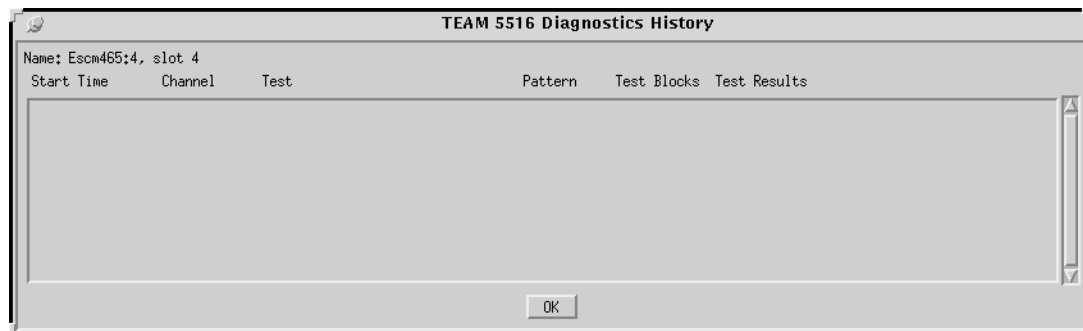 TEAM 5516 Diagnostics History
Name: Escm465:4, slot 4
Start Time Channel Test Pattern Test Blocks Test Results
OK